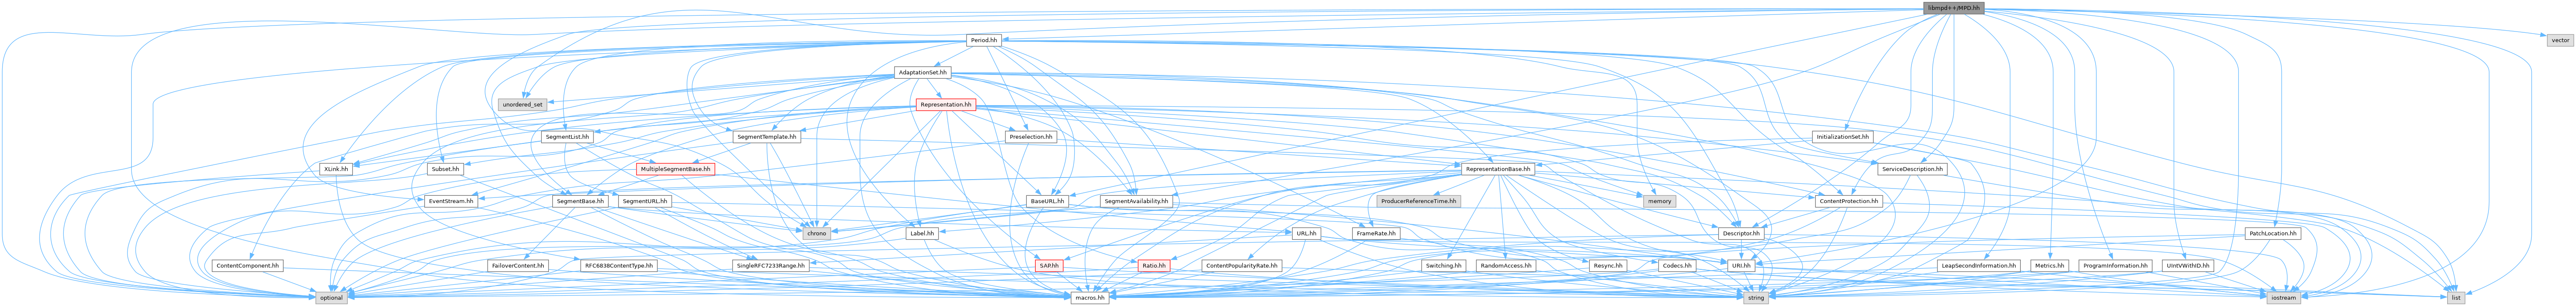 libmpd++/MPD.hh
Period.hh
vector
AdaptationSet.hh
unordered_set
Representation.hh
SegmentList.hh
SegmentTemplate.hh
Preselection.hh
InitializationSet.hh
XLink.hh
Subset.hh
MultipleSegmentBase.hh
RepresentationBase.hh
ServiceDescription.hh
EventStream.hh
SegmentBase.hh
SegmentURL.hh
BaseURL.hh
SegmentAvailability.hh
ProducerReferenceTime.hh
memory
ContentProtection.hh
chrono
Label.hh
URL.hh
FrameRate.hh
Descriptor.hh
PatchLocation.hh
ContentComponent.hh
FailoverContent.hh
RFC6838ContentType.hh
SingleRFC7233Range.hh
SAR.hh
Ratio.hh
ContentPopularityRate.hh
Switching.hh
RandomAccess.hh
Resync.hh
Codecs.hh
URI.hh
LeapSecondInformation.hh
Metrics.hh
ProgramInformation.hh
UIntVWithID.hh
optional
macros.hh
string
iostream
list